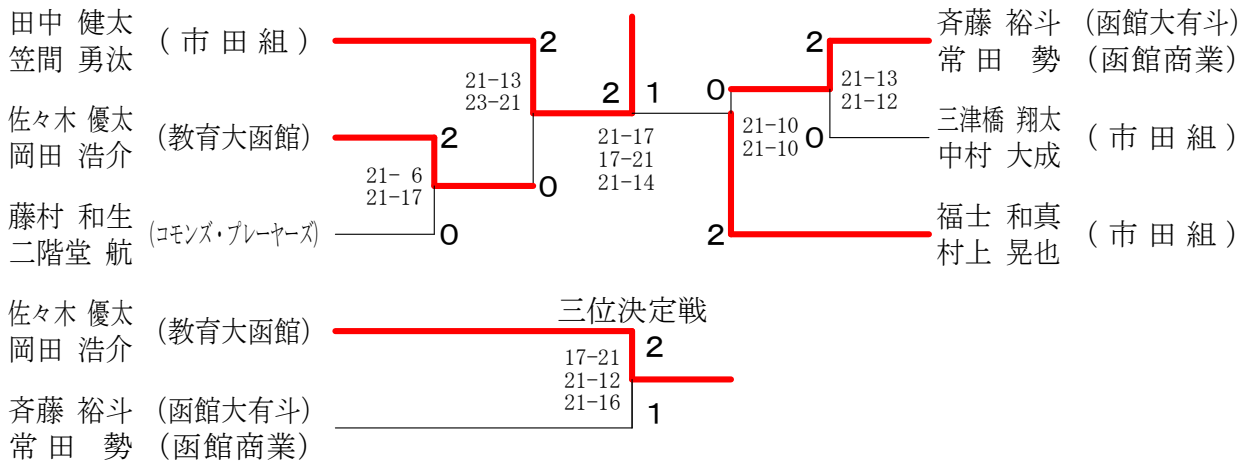 田中 健太
笠間 勇汰
(市田組)
2
21-13
23-21
佐々木 優太
岡田 浩介
(教育大函館)
2
21- 6
21-17
0
藤村 和生
二階堂 航
(コモンズ・プレーヤーズ)
0
2 1
21-17
17-21
21-14
0
21-10
21-10
2
斉藤 裕斗 (函館大有斗)
常田 勢 (函館商業)
2
21-13
21-12
0
三津橋 翔太
中村 大成
(市田組)
福士 和真
村上 晃也
(市田組)
三位決定戦
佐々木 優太
岡田 浩介
(教育大函館)
2
17-21
21-12
21-16
1
斉藤 裕斗 (函館大有斗)
常田 勢 (函館商業)